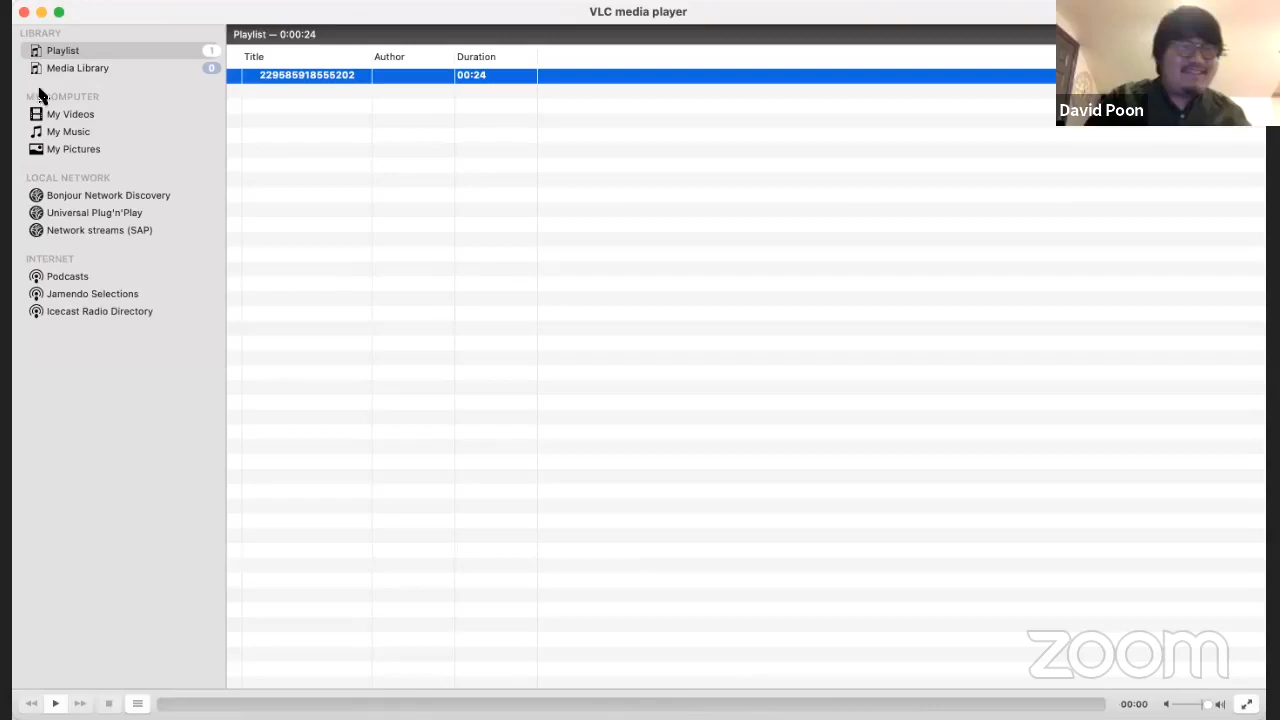 VLC media player
LIBRARY
Playlist
1
Media Library
0
MY COMPUTER
My Videos
My Music
My Pictures
LOCAL NETWORK
Bonjour Network Discovery
Universal Plug'n'Play
Network streams (SAP)
INTERNET
Podcasts
Jamendo Selections
Icecast Radio Directory
Playlist — 0:00:24
Title Author Duration
229585918555202 00:24
David Poon
zoom
00:00